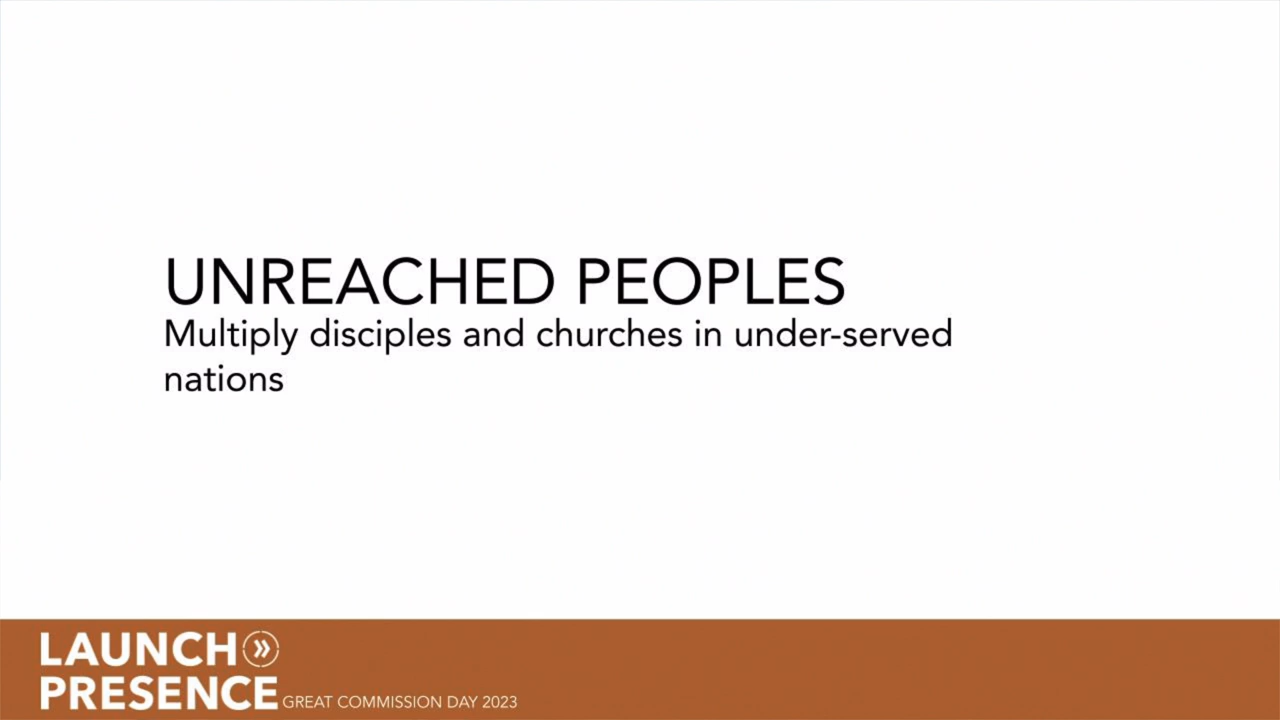 UNREACHED PEOPLES
Multiply disciples and churches in under-served
nations
LAUNCH
PRESENCE GREAT COMMISSION DAY 2023